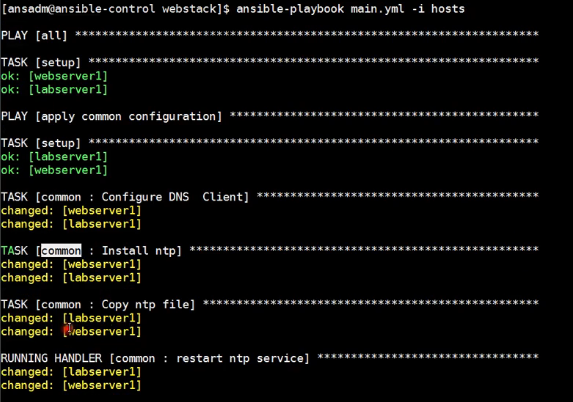 [ansadm@ansible-control webstack]$ ansible-playbook main.yml -i hosts
PLAY [all] *********************************************************************
TASK [setup] *******************************************************************
ok: [webserver1]
ok: [labserver1]
PLAY [apply common configuration] **********************************************
TASK [setup] *******************************************************************
ok: [labserver1]
ok: [webserver1]
TASK [common : Configure DNS  Client] ******************************************
changed: [webserver1]
changed: [labserver1]
TASK [common : Install ntp] ****************************************************
changed: [webserver1]
changed: [labserver1]
TASK [common : Copy ntp file] **************************************************
changed: [labserver1]
changed: [webserver1]
RUNNING HANDLER [common : restart ntp service] *********************************
changed: [labserver1]
changed: [webserver1]